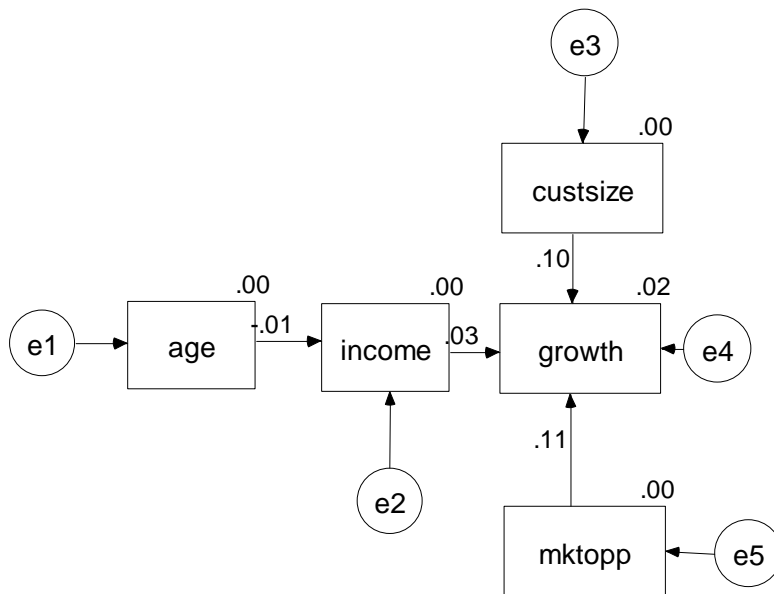 e3
.00
custsize
.10
.00
.00
.02
e1
age
-.01
income
.03
growth
e4
.11
e2
.00
mktopp
e5